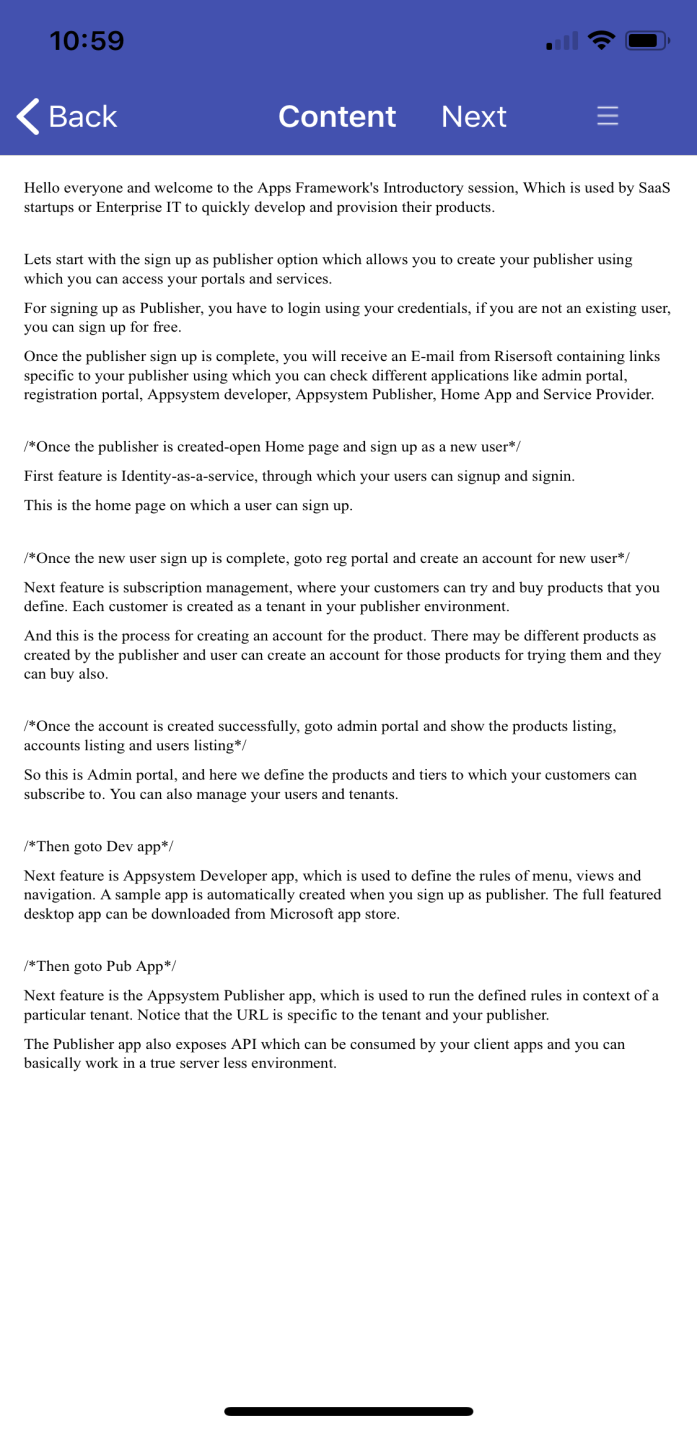 10:59
Back
Content
Next
Hello everyone and welcome to the Apps Framework's Introductory session, Which is used by SaaS
startups or Enterprise IT to quickly develop and provision their products.
Lets start with the sign up as publisher option which allows you to create your publisher using
which you can access your portals and services.
For signing up as Publisher, you have to login using your credentials, if you are not an existing user,
you can sign up for free.
Once the publisher sign up is complete, you will receive an E-mail from Risersoft containing links
specific to your publisher using which you can check different applications like admin portal,
registration portal, Appsystem developer, Appsystem Publisher, Home App and Service Provider.
/*Once the publisher is created-open Home page and sign up as a new user*/
First feature is Identity-as-a-service, through which your users can signup and signin.
This is the home page on which a user can sign up.
/*Once the new user sign up is complete, goto reg portal and create an account for new user*/
Next feature is subscription management, where your customers can try and buy products that you
define. Each customer is created as a tenant in your publisher environment.
And this is the process for creating an account for the product. There may be different products as
created by the publisher and user can create an account for those products for trying them and they
can buy also.
/*Once the account is created successfully, goto admin portal and show the products listing,
accounts listing and users listing*/
So this is Admin portal, and here we define the products and tiers to which your customers can
subscribe to. You can also manage your users and tenants.
/*Then goto Dev app*/
Next feature is Appsystem Developer app, which is used to define the rules of menu, views and
navigation. A sample app is automatically created when you sign up as publisher. The full featured
desktop app can be downloaded from Microsoft app store.
/*Then goto Pub App*/
Next feature is the Appsystem Publisher app, which is used to run the defined rules in context of a
particular tenant. Notice that the URL is specific to the tenant and your publisher.
The Publisher app also exposes API which can be consumed by your client apps and you can
basically work in a true server less environment.